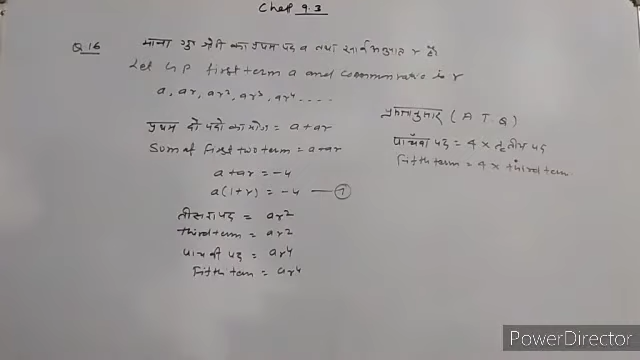 Chap 9.3
Q 16 माना गु० श्रेणी का प्रथम पद a तथा सार्व अनुपात r है।
Let GP first term a and common ratio is r
a, ar, ar², ar³, ar⁴ ....
प्रथम दो पदो का योग = a+ar
Sum of first two term = a+ar
a+ar = -4
a(1+r) = -4 — ①
तीसरा पद = ar²
third term = ar²
पाचवाँ पद = ar⁴
fifth term = ar⁴
प्रश्नानुसार (A T Q)
पाँचवा पद = 4 × तृतीय पद
fifth term = 4 × third term
PowerDirector